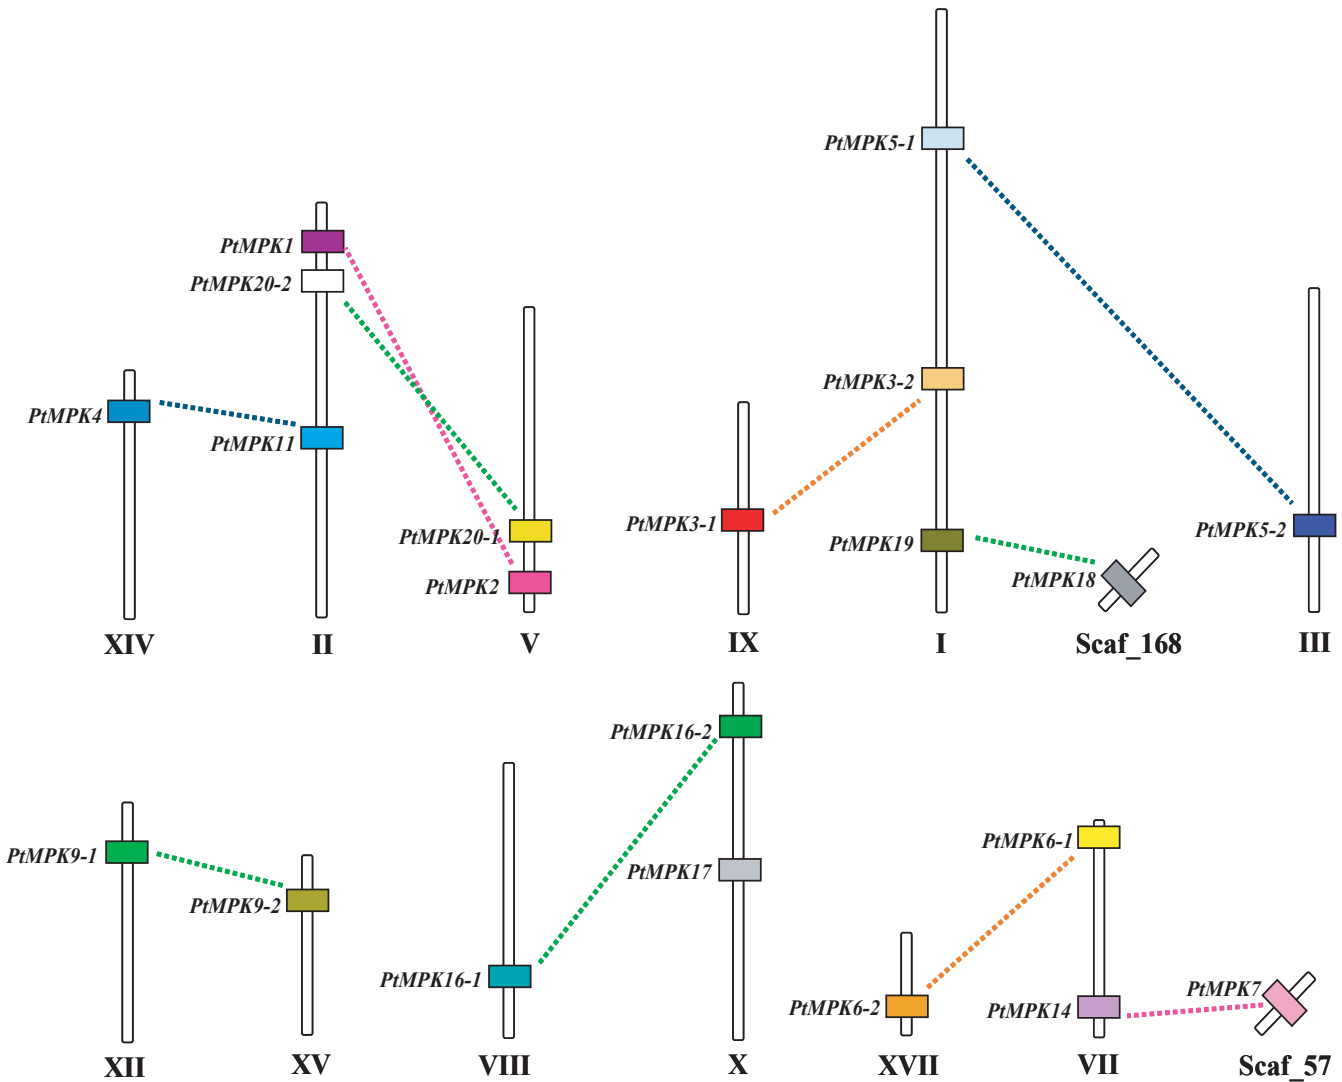 PtMPK5-1
PtMPK1
PtMPK20-2
PtMPK3-2
PtMPK4
PtMPK11
PtMPK20-1
PtMPK3-1
PtMPK19
PtMPK5-2
PtMPK2
PtMPK18
XIV
II
V
IX
I
Scaf_168
III
PtMPK16-2
PtMPK6-1
PtMPK9-1
PtMPK17
PtMPK9-2
PtMPK16-1
PtMPK7
PtMPK6-2
PtMPK14
XII
XV
VIII
X
XVII
VII
Scaf_57